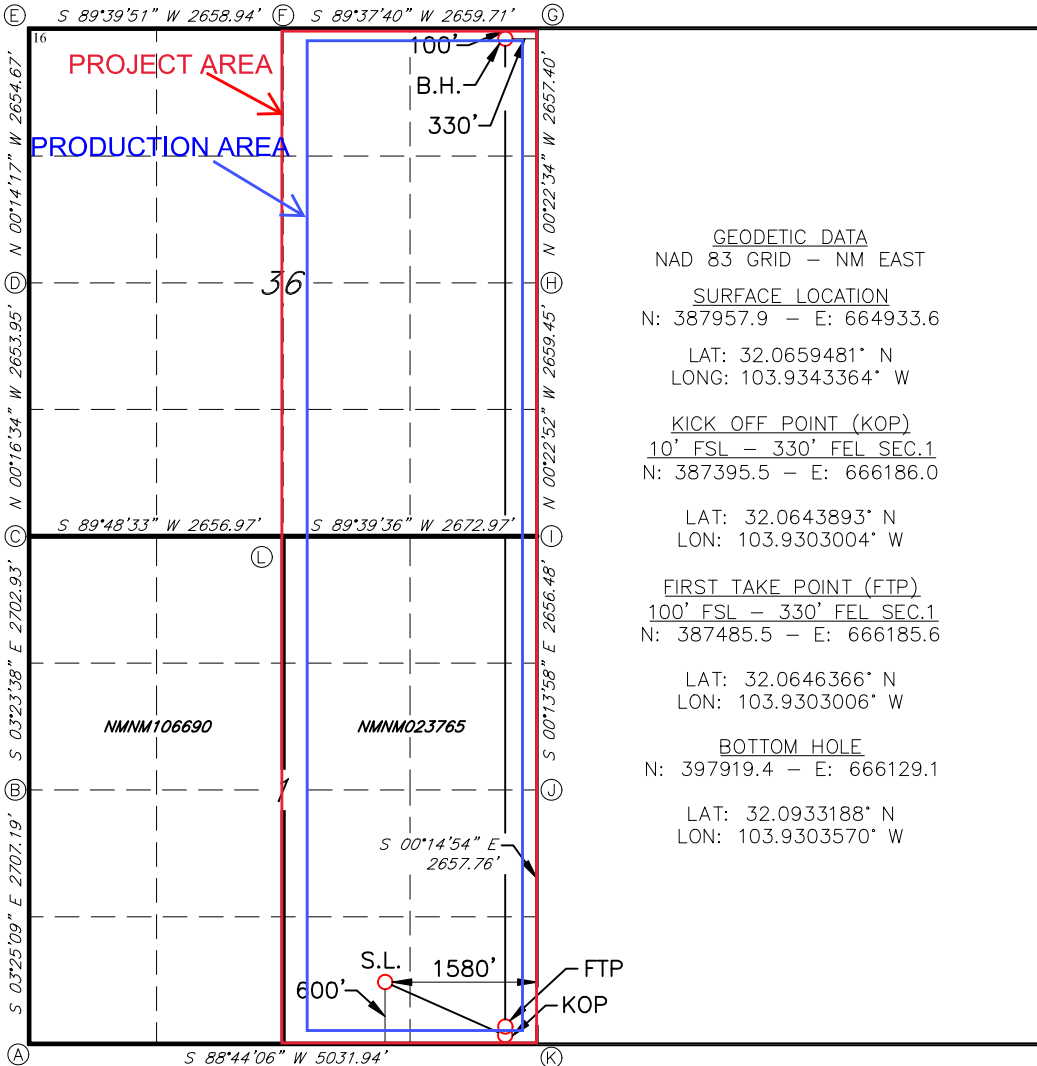 E S 89°39'51" W 2658.94' F S 89°37'40" W 2659.71' G
16
PROJECT AREA
100'
B.H.
330'
PRODUCTION AREA
N 00°14'17" W 2654.67'
N 00°22'34" W 2657.40'
D
36
H
N 00°16'34" W 2653.95'
N 00°22'52" W 2659.45'
S 89°48'33" W 2656.97'
S 89°39'36" W 2672.97'
C
I
L
S 03°23'38" E 2702.93'
S 00°13'58" E 2656.48'
NMNM106690
NMNM023765
B
1
J
S 00°14'54" E
2657.76'
S 03°25'09" E 2707.19'
S.L.
1580'
600'
FTP
KOP
A
S 88°44'06" W 5031.94'
K
GEODETIC DATA
NAD 83 GRID – NM EAST
SURFACE LOCATION
N: 387957.9 – E: 664933.6
LAT: 32.0659481° N
LONG: 103.9343364° W
KICK OFF POINT (KOP)
10' FSL – 330' FEL SEC.1
N: 387395.5 – E: 666186.0
LAT: 32.0643893° N
LON: 103.9303004° W
FIRST TAKE POINT (FTP)
100' FSL – 330' FEL SEC.1
N: 387485.5 – E: 666185.6
LAT: 32.0646366° N
LON: 103.9303006° W
BOTTOM HOLE
N: 397919.4 – E: 666129.1
LAT: 32.0933188° N
LON: 103.9303570° W